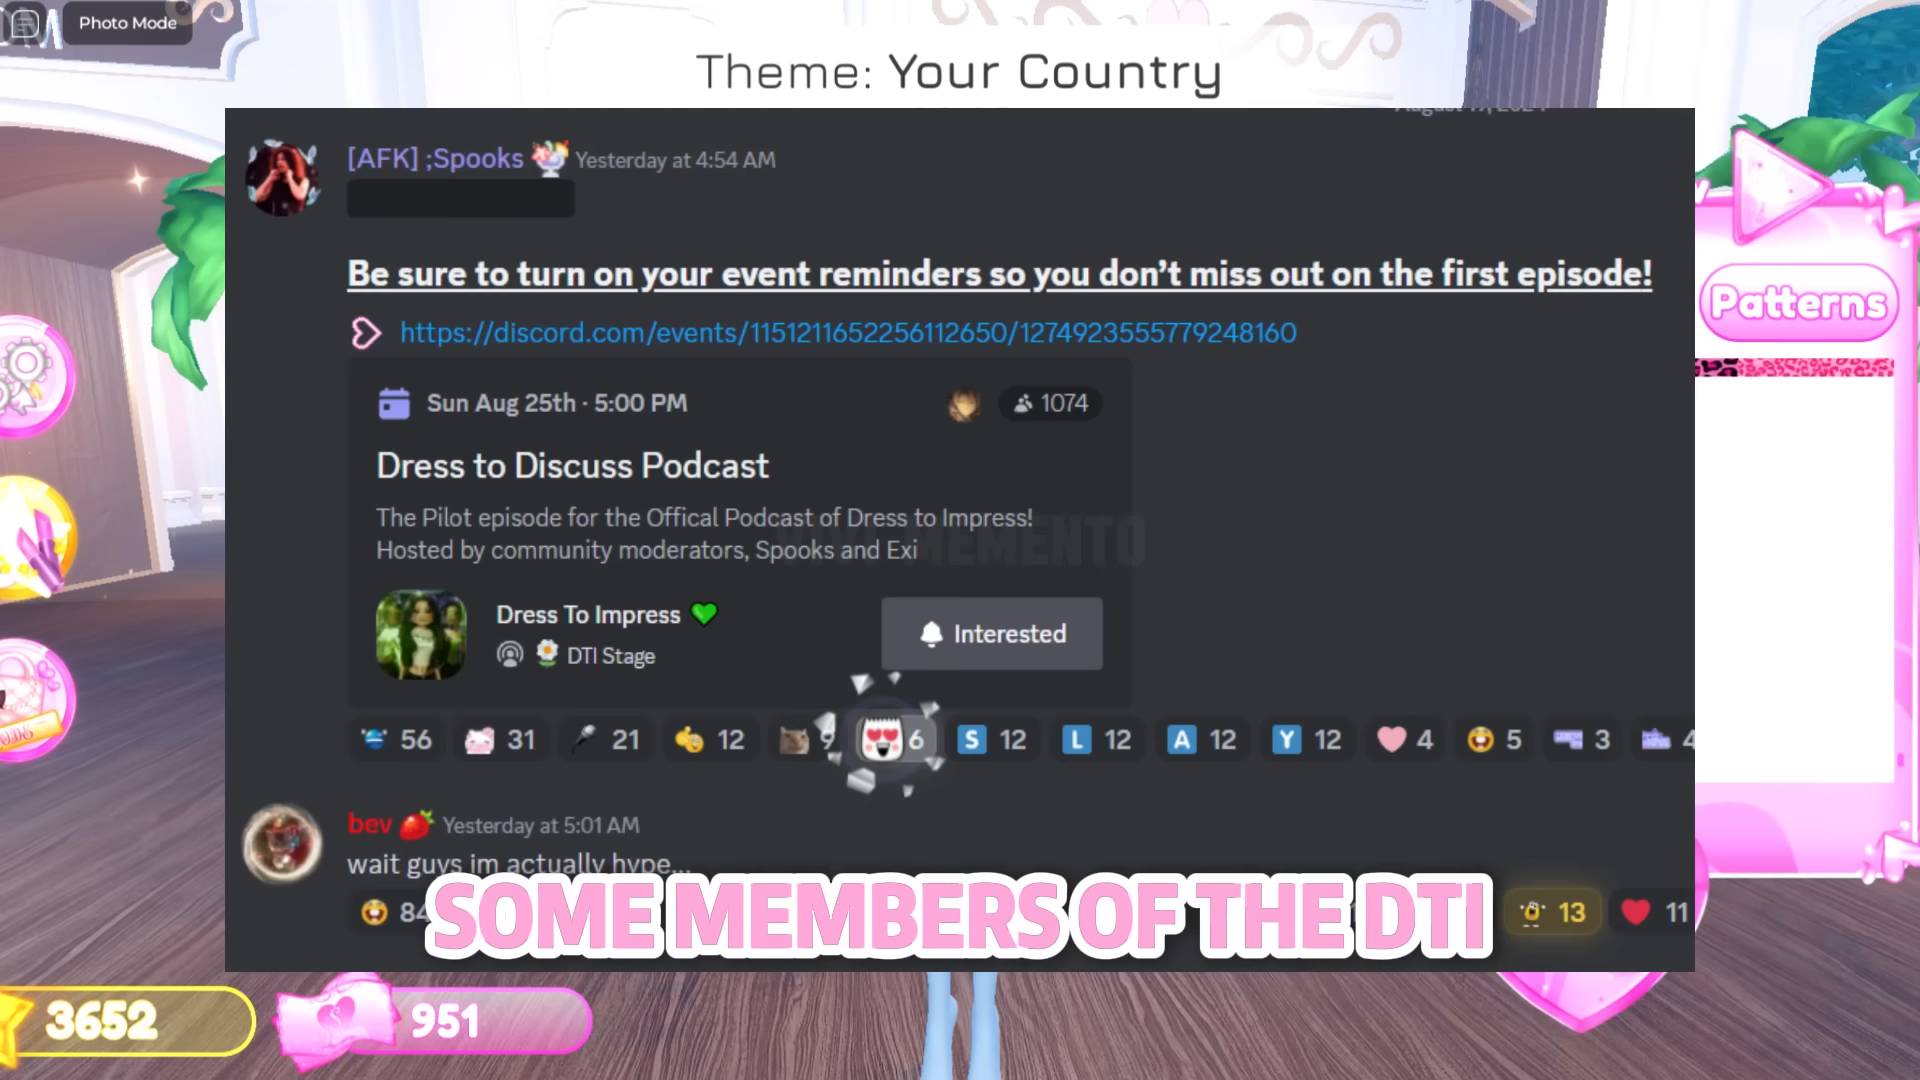 Photo Mode
Theme: Your Country
[AFK] ;Spooks Yesterday at 4:54 AM
Be sure to turn on your event reminders so you don't miss out on the first episode!
https://discord.com/events/1151211652256112650/1274923555779248160
Patterns
Sun Aug 25th · 5:00 PM
1074
Dress to Discuss Podcast
The Pilot episode for the Offical Podcast of Dress to Impress!
Hosted by community moderators, Spooks and Exi
MEMENTO
Dress To Impress
DTI Stage
Interested
56 31 21 12 9 6 S 12 L 12 A 12 Y 12 4 5 3 4
bev Yesterday at 5:01 AM
wait guys im actually hype...
84 13 11
SOME MEMBERS OF THE DTI
3652
951